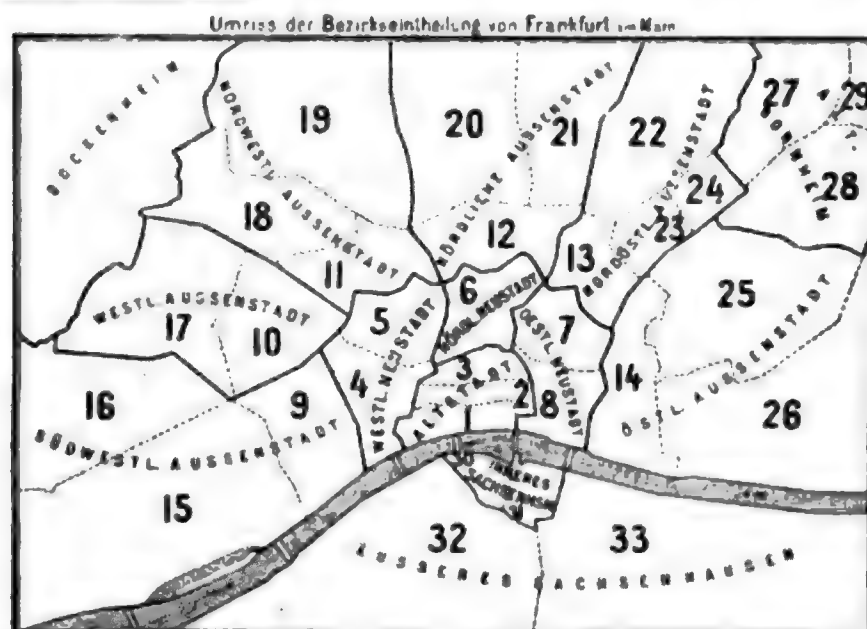 Umriss der Bezirkseintheilung von Frankfurt am Main
BOCKENHEIM
NORDWESTL. AUSSENSTADT
19
20
21
22
27
29
NÖRDLICHE AUSSENSTADT
NORDÖSTL. AUSSENSTADT
BORNHEIM
24
28
18
12
23
11
13
6
25
WESTL. AUSSENSTADT
17
10
5
NÖRDL. NEUSTADT
7
WESTL. NEUSTADT
OESTL. NEUSTADT
3
4
14
16
9
2
8
26
ALTSTADT
ÖSTL. AUSSENSTADT
SÜDWESTL. AUSSENSTADT
15
INNERES
32
33
ÄUSSERES SACHSENHAUSEN